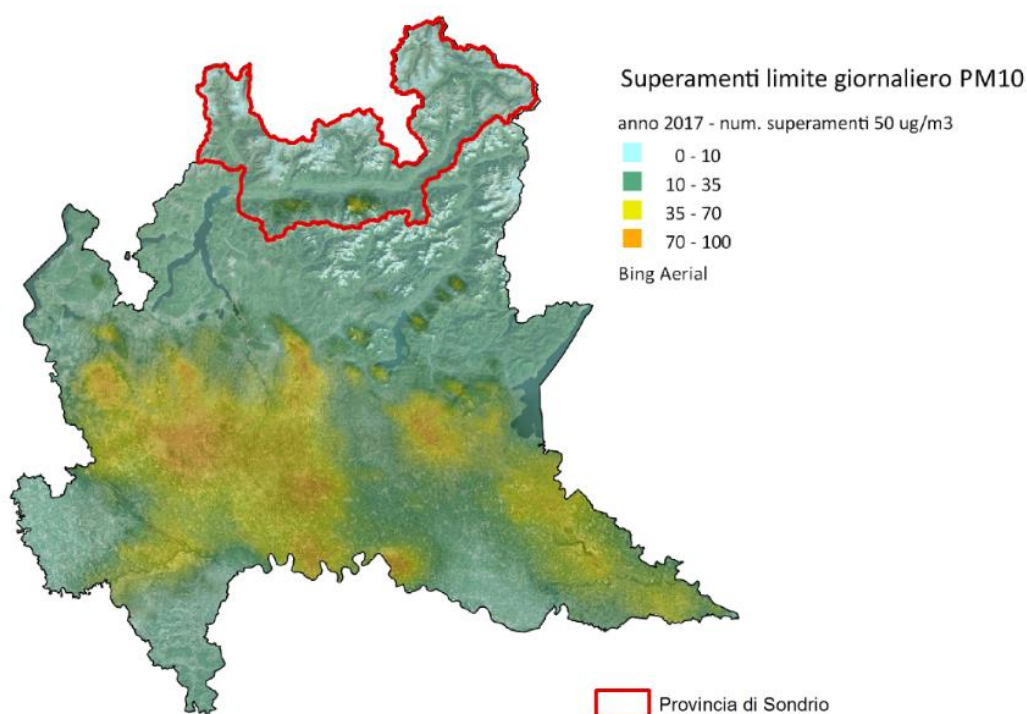 Superamenti limite giornaliero PM10
anno 2017 - num. superamenti 50 ug/m3
0 - 10
10 - 35
35 - 70
70 - 100
Bing Aerial
Provincia di Sondrio